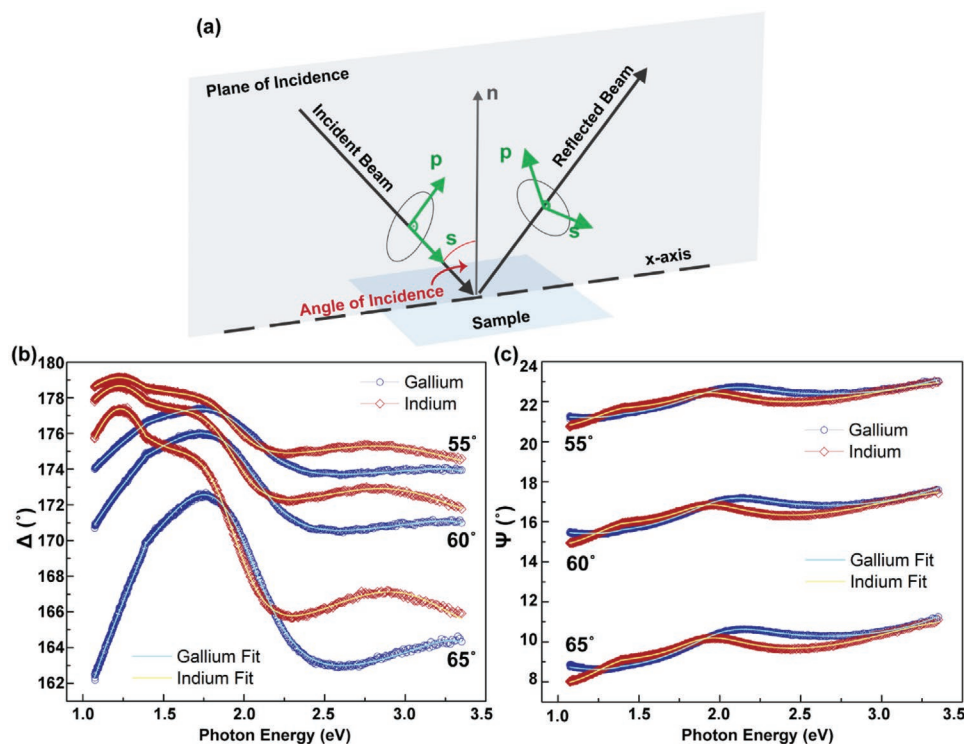 (a)
Plane of Incidence
Incident Beam
n
Reflected Beam
p
p
s
s
x-axis
Angle of Incidence
Sample
(b)
180
178
176
174
172
170
168
166
164
162
Δ (°)
Gallium
Indium
55°
60°
65°
Gallium Fit
Indium Fit
1.0 1.5 2.0 2.5 3.0 3.5
Photon Energy (eV)
(c)
24
22
20
18
16
14
12
10
8
Ψ (°)
55°
Gallium
Indium
60°
Gallium Fit
Indium Fit
65°
1.0 1.5 2.0 2.5 3.0 3.5
Photon Energy (eV)